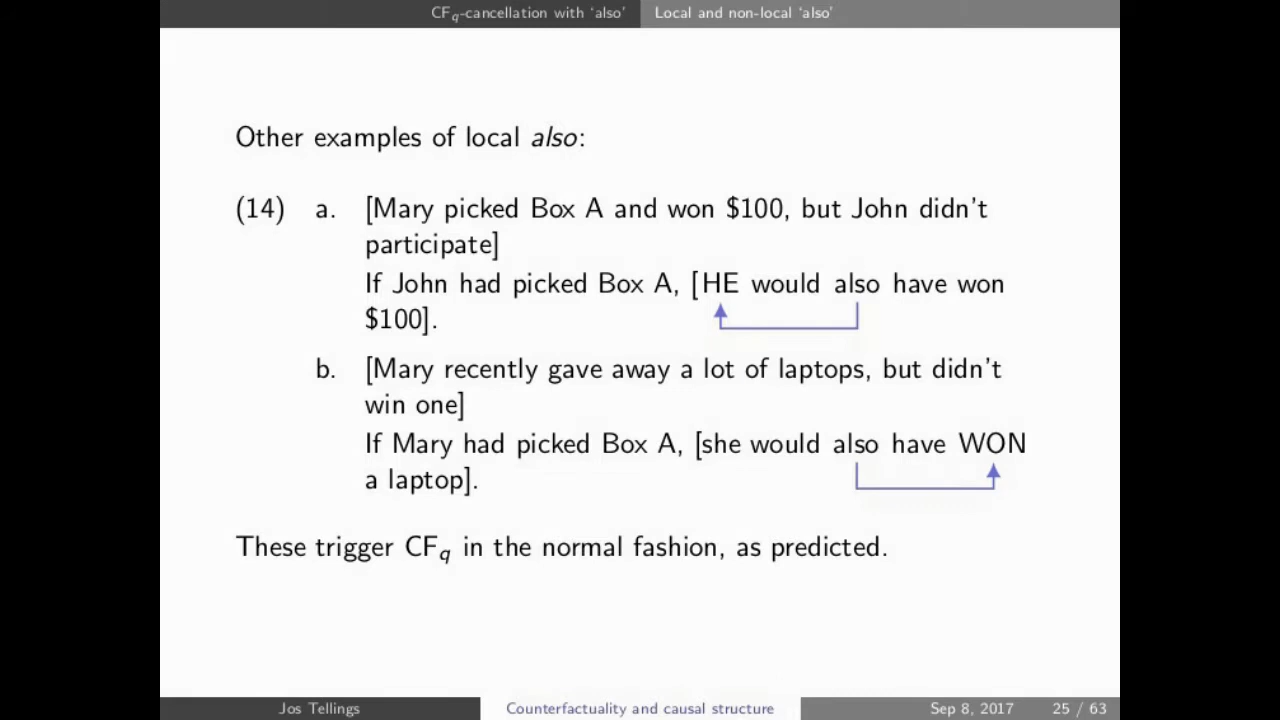 CFq-cancellation with ‘also’ Local and non-local ‘also’
Other examples of local also:
(14) a. [Mary picked Box A and won $100, but John didn’t
participate]
If John had picked Box A, [HE would also have won
$100].
b. [Mary recently gave away a lot of laptops, but didn’t
win one]
If Mary had picked Box A, [she would also have WON
a laptop].
These trigger CFq in the normal fashion, as predicted.
Jos Tellings Counterfactuality and causal structure Sep 8, 2017 25 / 63